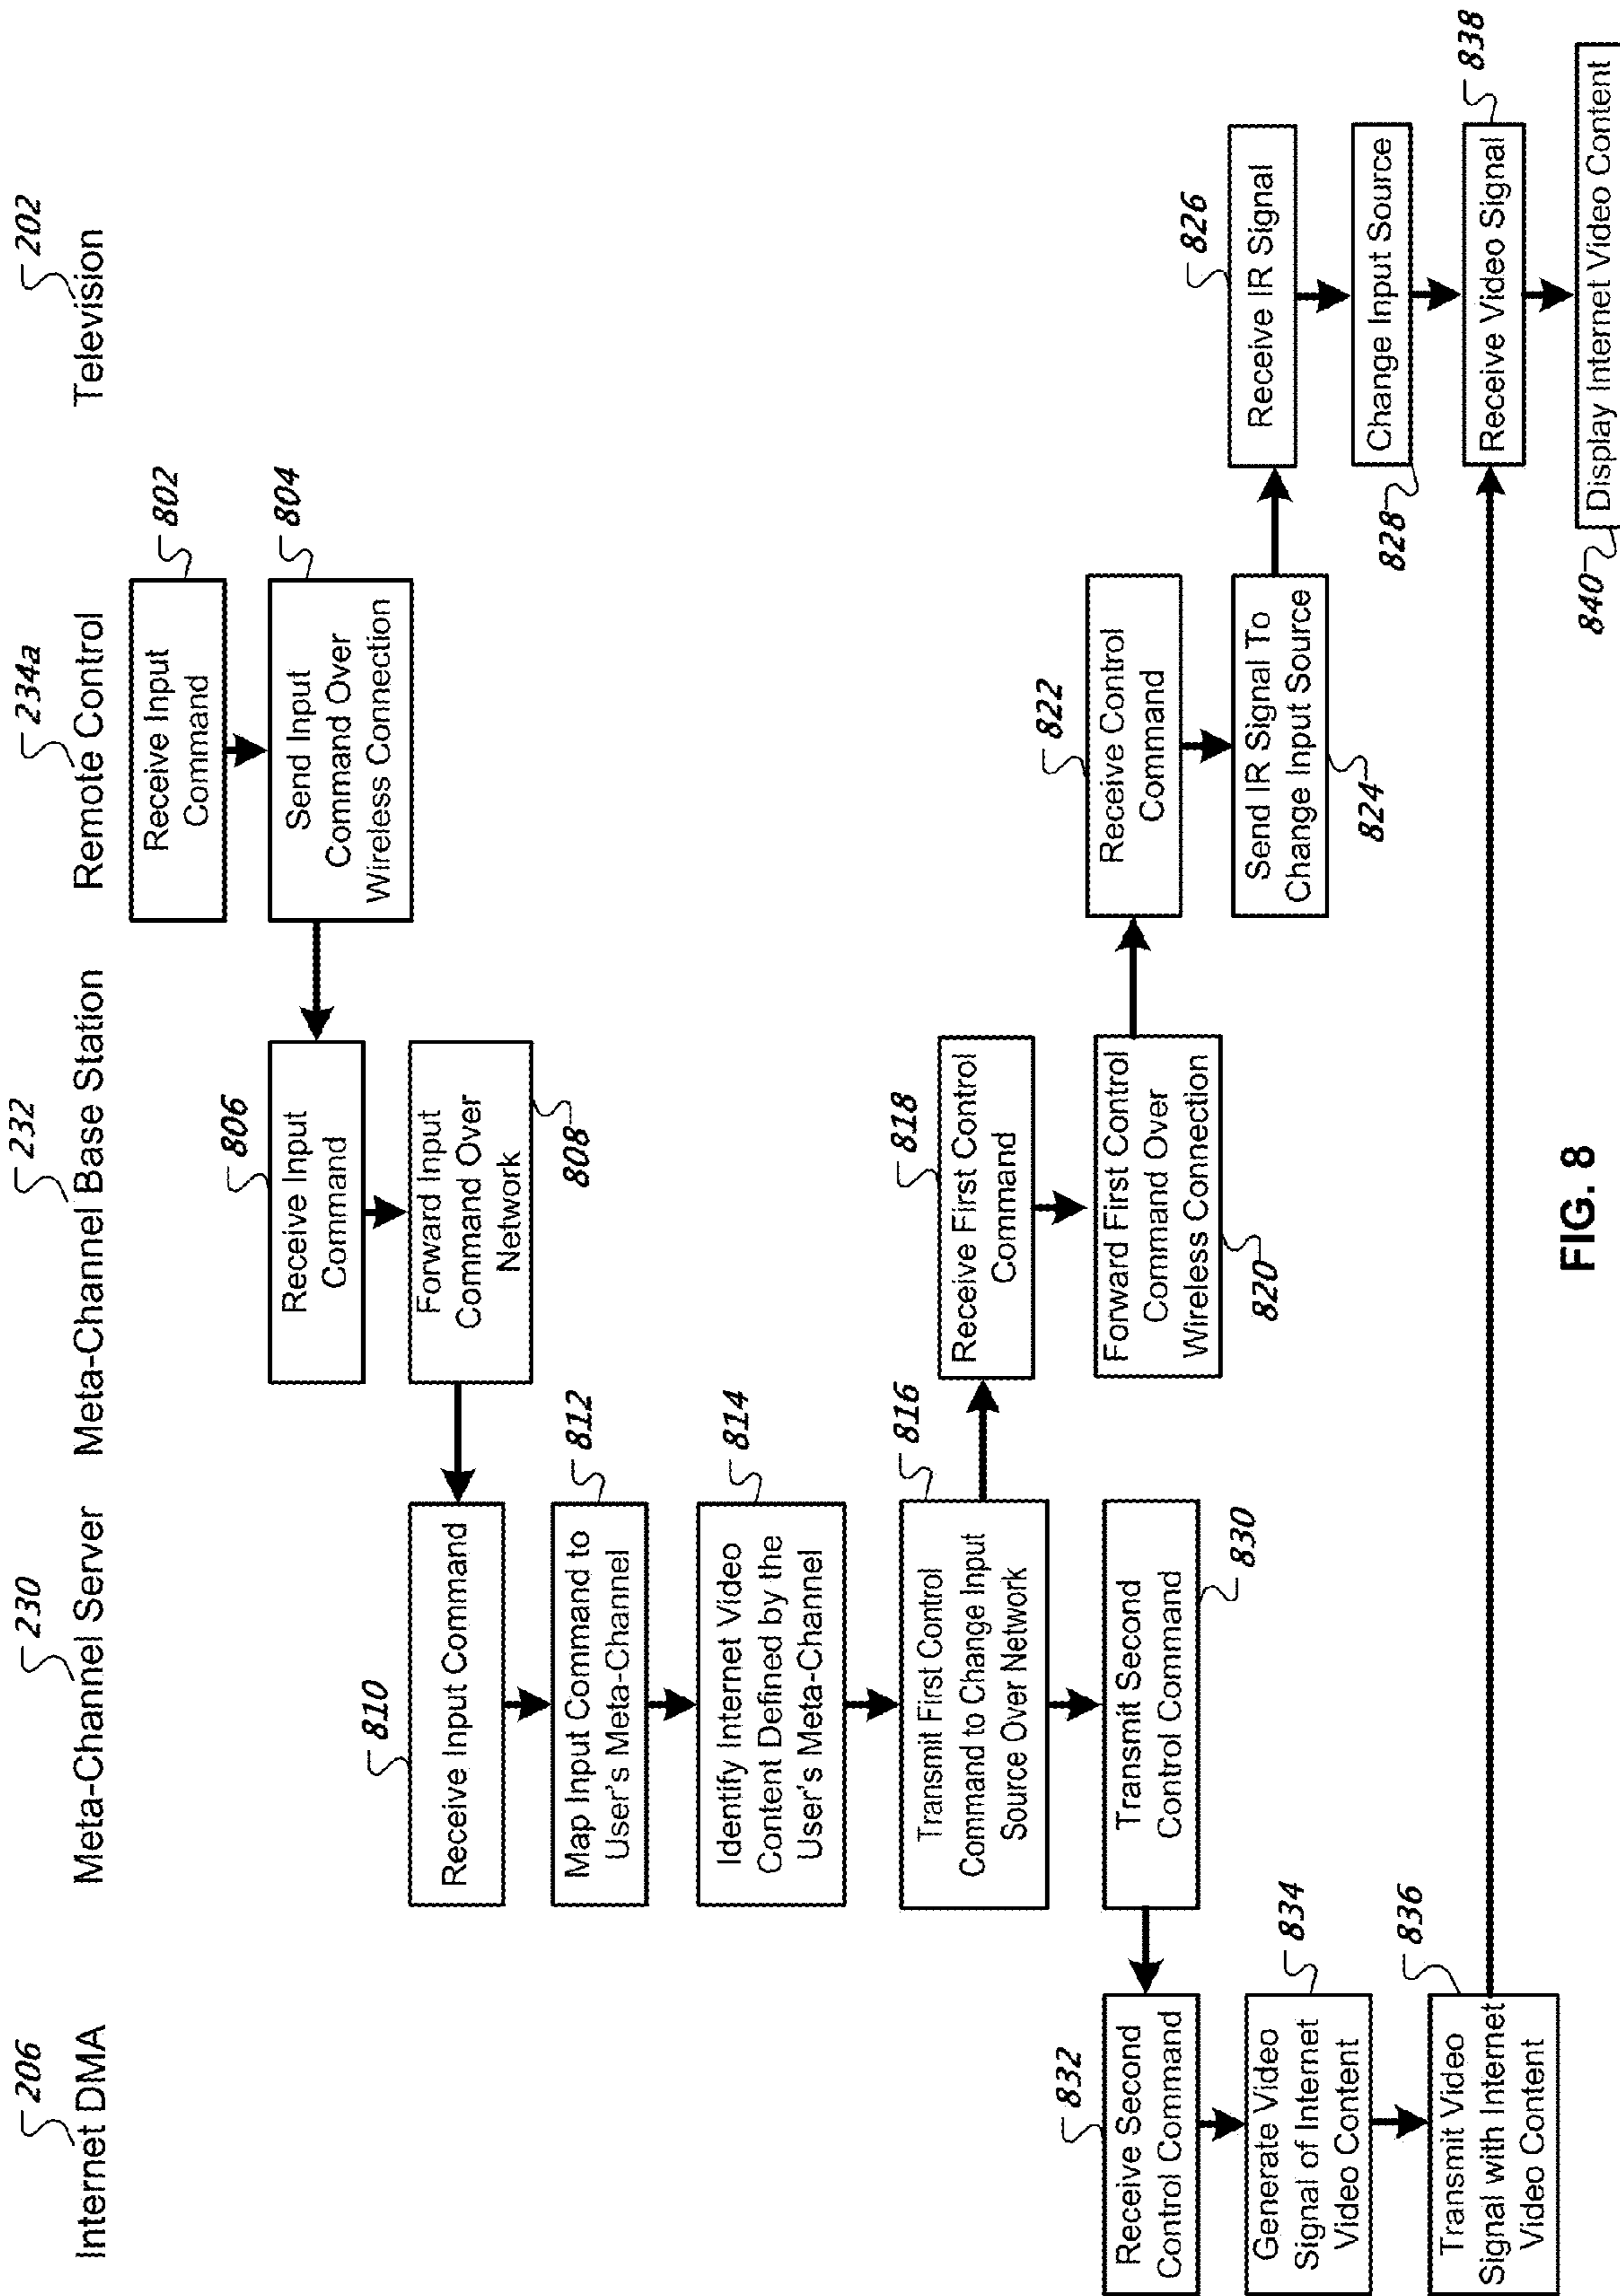 206
Internet DMA
230
Meta-Channel Server
232
Meta-Channel Base Station
234a
Remote Control
202
Television
802
Receive Input
Command
804
Send Input
Command Over
Wireless Connection
806
Receive Input
Command
Forward Input
Command Over
Network
808
810
Receive Input Command
812
Map Input Command to
User's Meta-Channel
814
Identify Internet Video
Content Defined by the
User's Meta-Channel
816
Transmit First Control
Command to Change Input
Source Over Network
818
Receive First Control
Command
Forward First Control
Command Over
Wireless Connection
820
822
Receive Control
Command
Send IR Signal To
Change Input Source
824
826
Receive IR Signal
Change Input Source
828
Transmit Second
Control Command
830
832
Receive Second
Control Command
834
Generate Video
Signal of Internet
Video Content
836
Transmit Video
Signal with Internet
Video Content
838
Receive Video Signal
840
Display Internet Video Content
FIG. 8